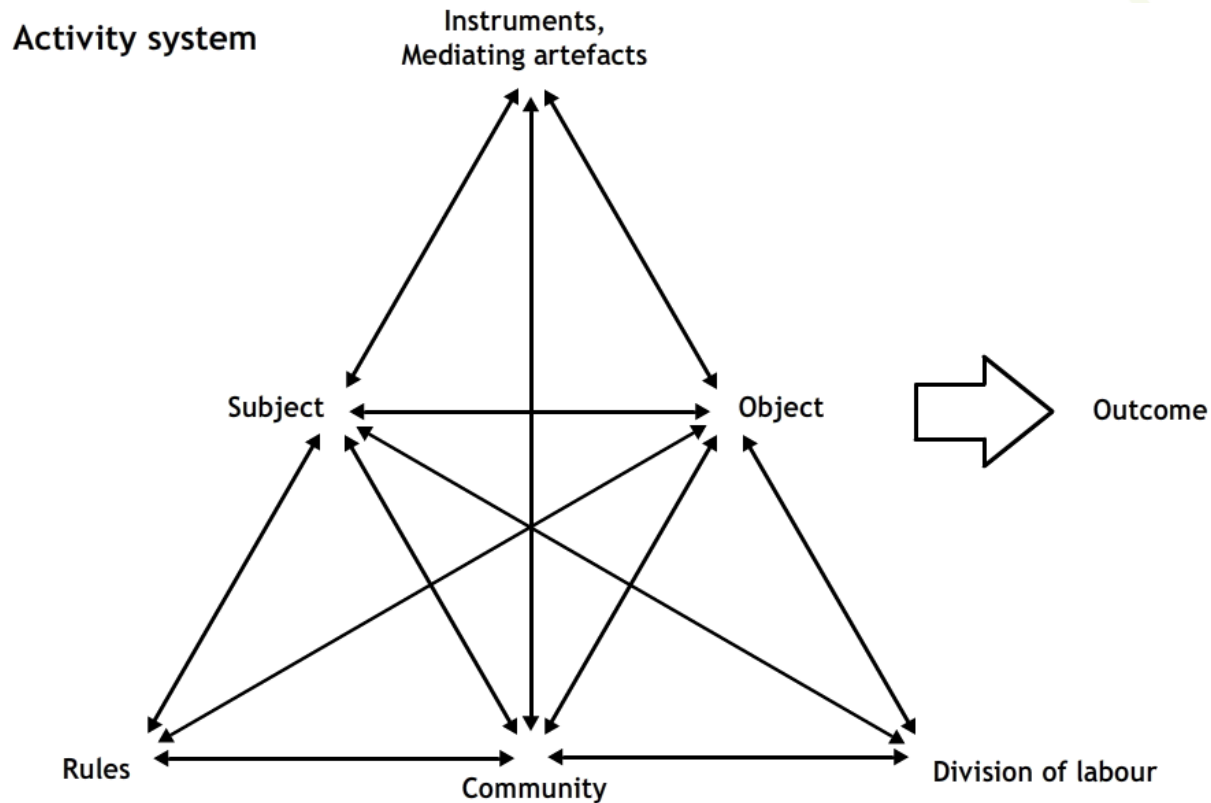 Activity system
Instruments,
Mediating artefacts
Subject
Object
Outcome
Rules
Community
Division of labour